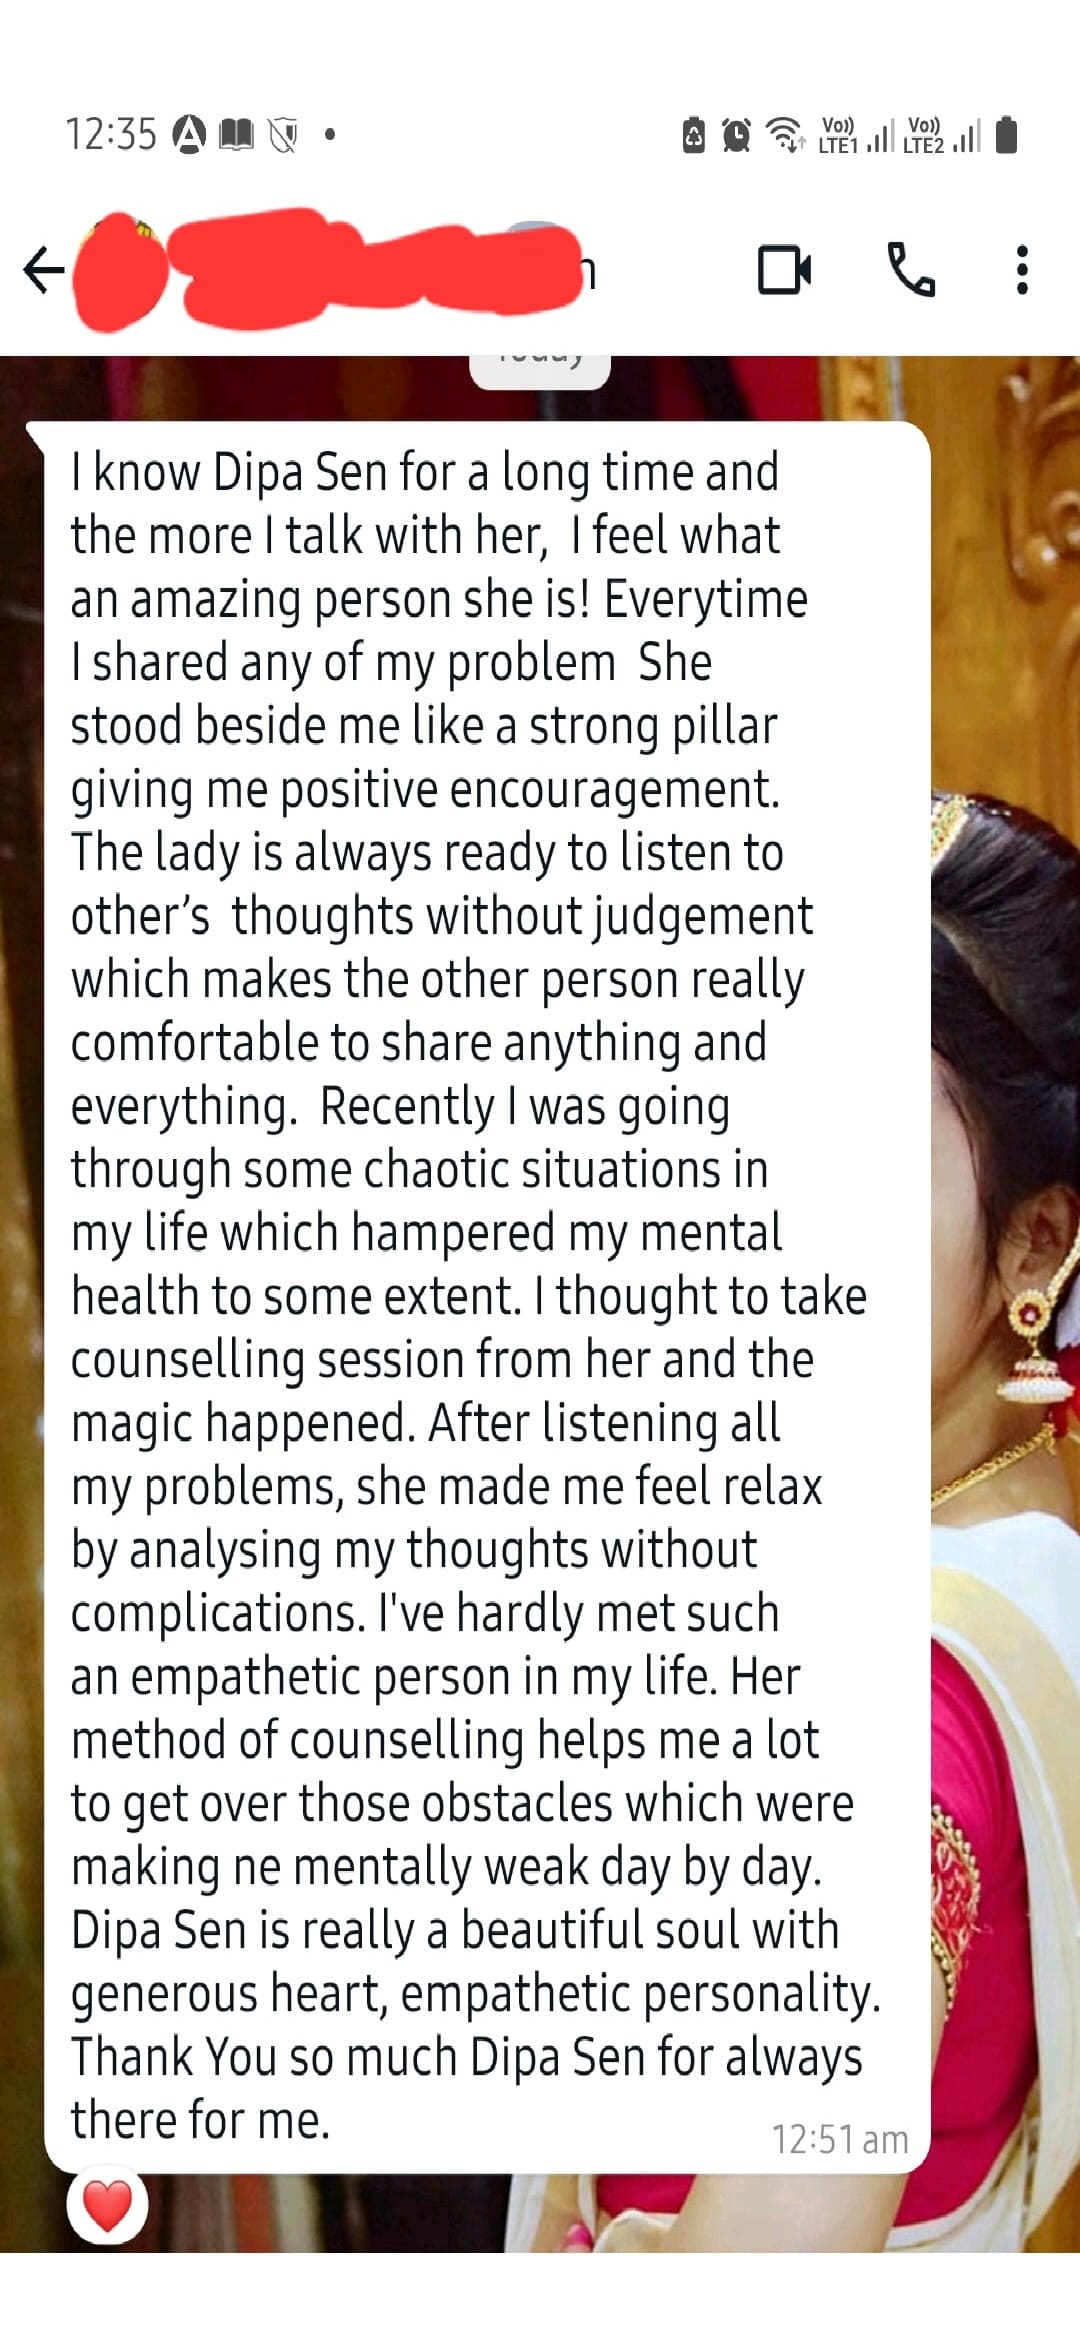 12:35
Vo)) LTE1 Vo)) LTE2
Today
I know Dipa Sen for a long time and
the more I talk with her,  I feel what
an amazing person she is! Everytime
I shared any of my problem  She
stood beside me like a strong pillar
giving me positive encouragement.
The lady is always ready to listen to
other’s  thoughts without judgement
which makes the other person really
comfortable to share anything and
everything.  Recently I was going
through some chaotic situations in
my life which hampered my mental
health to some extent. I thought to take
counselling session from her and the
magic happened. After listening all
my problems, she made me feel relax
by analysing my thoughts without
complications. I've hardly met such
an empathetic person in my life. Her
method of counselling helps me a lot
to get over those obstacles which were
making ne mentally weak day by day.
Dipa Sen is really a beautiful soul with
generous heart, empathetic personality.
Thank You so much Dipa Sen for always
there for me.
12:51 am